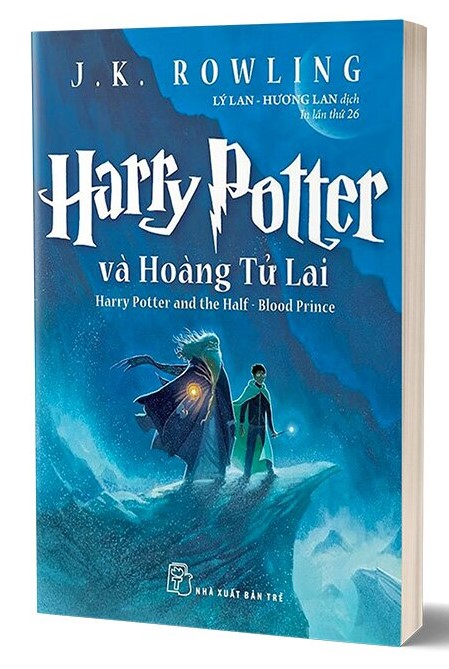 J.K. ROWLING
LÝ LAN - HƯƠNG LAN dịch
In lần thứ 26
Harry Potter
và Hoàng Tử Lai
Harry Potter and the Half - Blood Prince
NHÀ XUẤT BẢN TRẺ